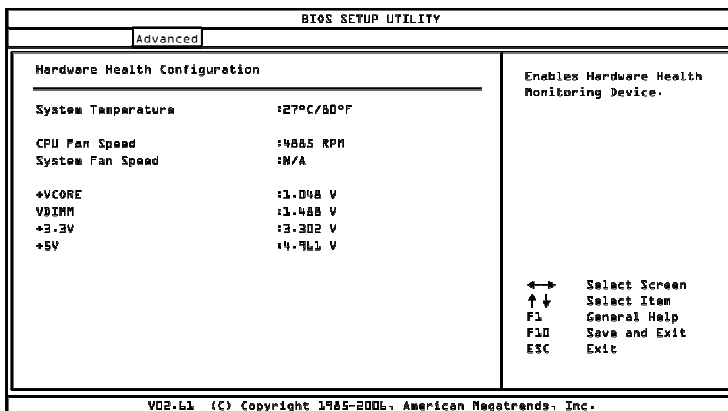 BIOS SETUP UTILITY
Advanced
Hardware Health Configuration
System Temperature :27°C/80°F
CPU Fan Speed :4885 RPM
System Fan Speed :N/A
+VCORE :1.048 V
VDIMM :1.488 V
+3.3V :3.302 V
+5V :4.961 V
Enables Hardware Health
Monitoring Device.
Select Screen
Select Item
F1 General Help
F10 Save and Exit
ESC Exit
V02.61 (C) Copyright 1985-2006, American Megatrends, Inc.